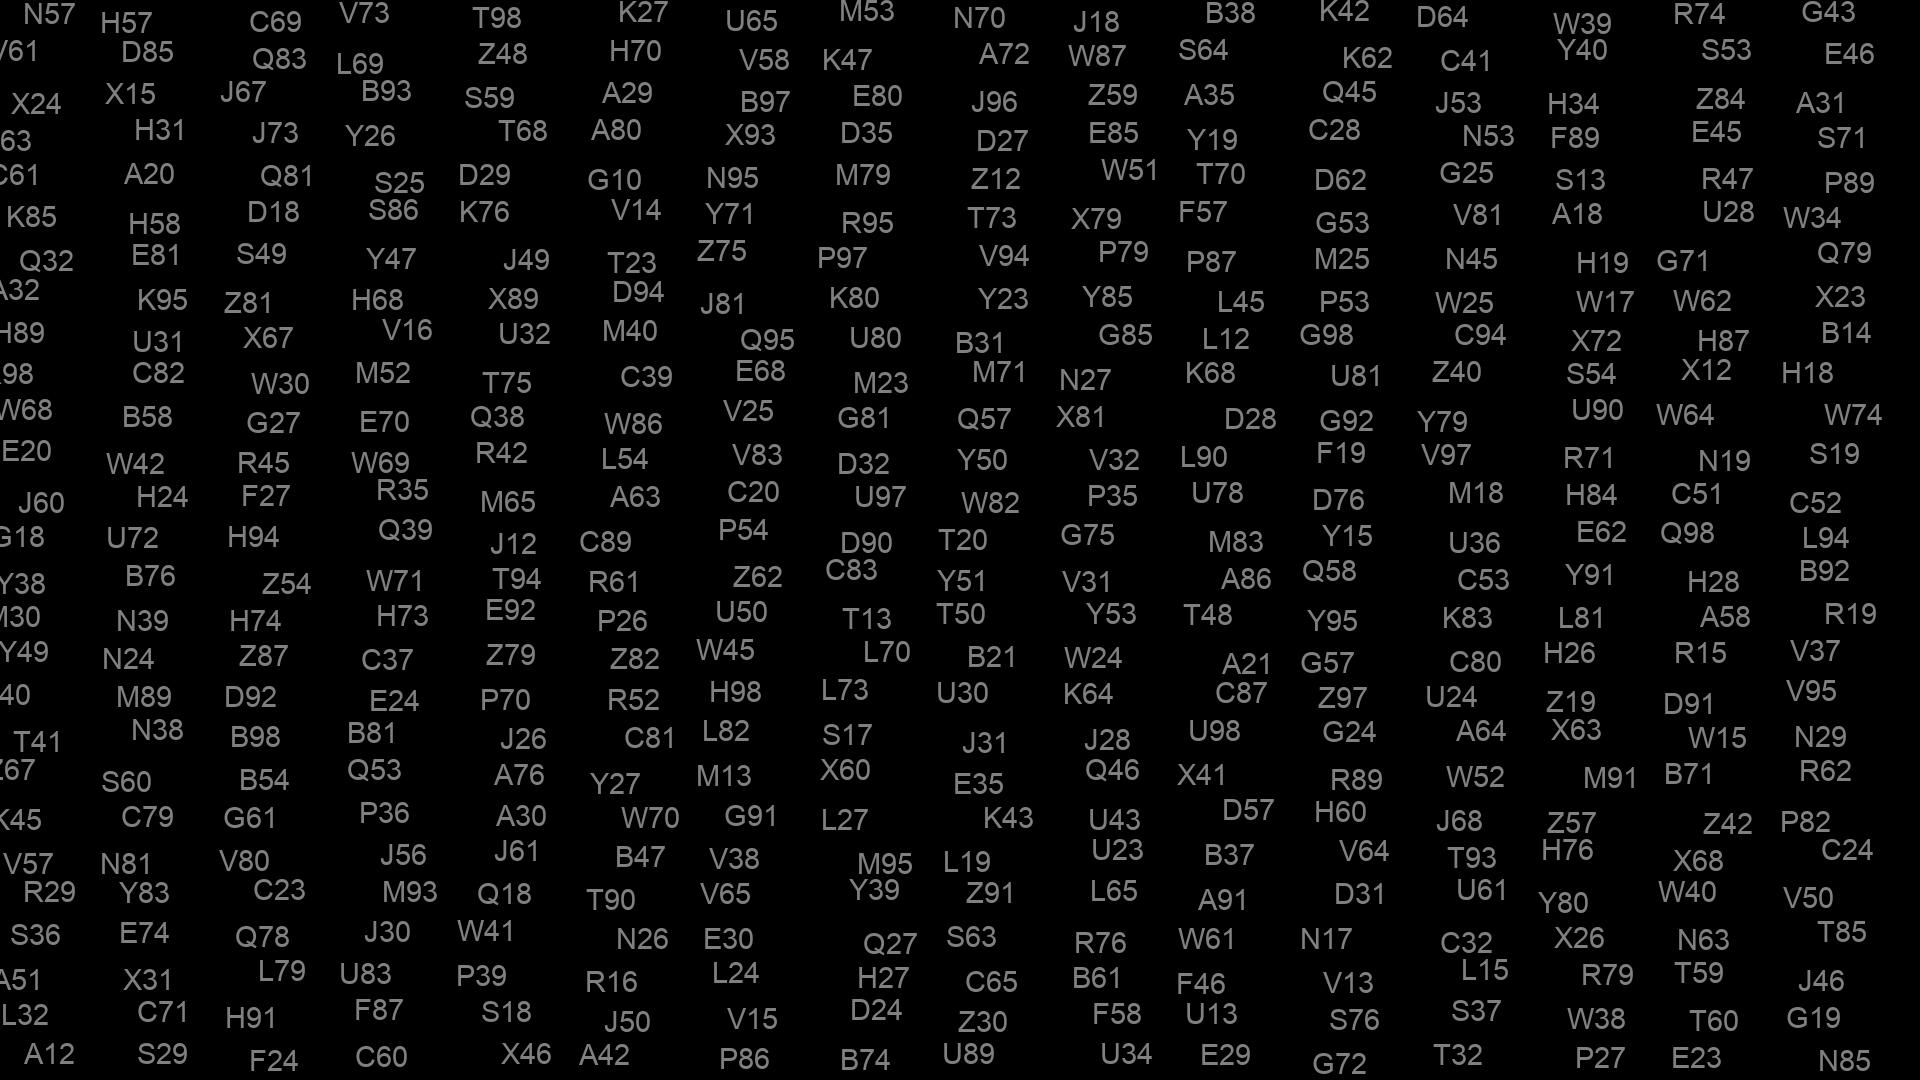 N57 H57 C69 V73 T98 K27 U65 M53 N70 J18 B38 K42 D64 W39 R74 G43
V61 D85 Q83 L69 Z48 H70 V58 K47 A72 W87 S64 K62 C41 Y40 S53 E46
X24 X15 J67 B93 S59 A29 B97 E80 J96 Z59 A35 Q45 J53 H34 Z84 A31
63 H31 J73 Y26 T68 A80 X93 D35 D27 E85 Y19 C28 N53 F89 E45 S71
C61 A20 Q81 S25 D29 G10 N95 M79 Z12 W51 T70 D62 G25 S13 R47 P89
K85 H58 D18 S86 K76 V14 Y71 R95 T73 X79 F57 G53 V81 A18 U28 W34
Q32 E81 S49 Y47 J49 T23 Z75 P97 V94 P79 P87 M25 N45 H19 G71 Q79
A32 K95 Z81 H68 X89 D94 J81 K80 Y23 Y85 L45 P53 W25 W17 W62 X23
H89 U31 X67 V16 U32 M40 Q95 U80 B31 G85 L12 G98 C94 X72 H87 B14
98 C82 W30 M52 T75 C39 E68 M23 M71 N27 K68 U81 Z40 S54 X12 H18
W68 B58 G27 E70 Q38 W86 V25 G81 Q57 X81 D28 G92 Y79 U90 W64 W74
E20 W42 R45 W69 R42 L54 V83 D32 Y50 V32 L90 F19 V97 R71 N19 S19
J60 H24 F27 R35 M65 A63 C20 U97 W82 P35 U78 D76 M18 H84 C51 C52
G18 U72 H94 Q39 J12 C89 P54 D90 T20 G75 M83 Y15 U36 E62 Q98 L94
Y38 B76 Z54 W71 T94 R61 Z62 C83 Y51 V31 A86 Q58 C53 Y91 H28 B92
M30 N39 H74 H73 E92 P26 U50 T13 T50 Y53 T48 Y95 K83 L81 A58 R19
Y49 N24 Z87 C37 Z79 Z82 W45 L70 B21 W24 A21 G57 C80 H26 R15 V37
40 M89 D92 E24 P70 R52 H98 L73 U30 K64 C87 Z97 U24 Z19 D91 V95
T41 N38 B98 B81 J26 C81 L82 S17 J31 J28 U98 G24 A64 X63 W15 N29
Z67 S60 B54 Q53 A76 Y27 M13 X60 E35 Q46 X41 R89 W52 M91 B71 R62
K45 C79 G61 P36 A30 W70 G91 L27 K43 U43 D57 H60 J68 Z57 Z42 P82
V57 N81 V80 J56 J61 B47 V38 M95 L19 U23 B37 V64 T93 H76 X68 C24
R29 Y83 C23 M93 Q18 T90 V65 Y39 Z91 L65 A91 D31 U61 Y80 W40 V50
S36 E74 Q78 J30 W41 N26 E30 Q27 S63 R76 W61 N17 C32 X26 N63 T85
A51 X31 L79 U83 P39 R16 L24 H27 C65 B61 F46 V13 L15 R79 T59 J46
L32 C71 H91 F87 S18 J50 V15 D24 Z30 F58 U13 S76 S37 W38 T60 G19
A12 S29 F24 C60 X46 A42 P86 B74 U89 U34 E29 G72 T32 P27 E23 N85